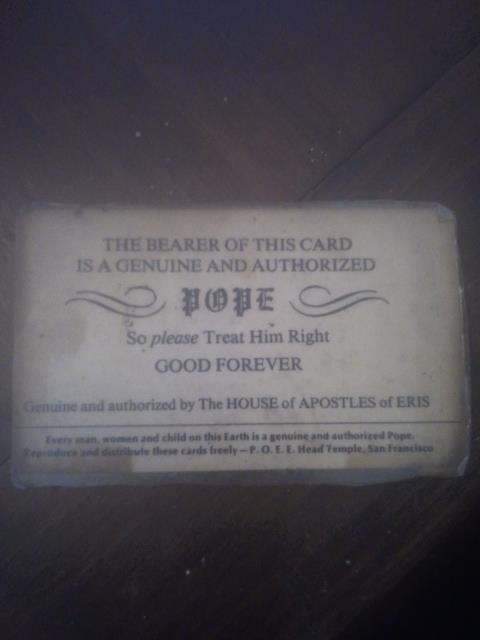 THE BEARER OF THIS CARD
IS A GENUINE AND AUTHORIZED
POPE
So please Treat Him Right
GOOD FOREVER
Genuine and authorized by The HOUSE of APOSTLES of ERIS
Every man, women and child on this Earth is a genuine and authorized Pope.
Reproduce and distribute these cards freely — P. O. E. E. Head Temple, San Francisco